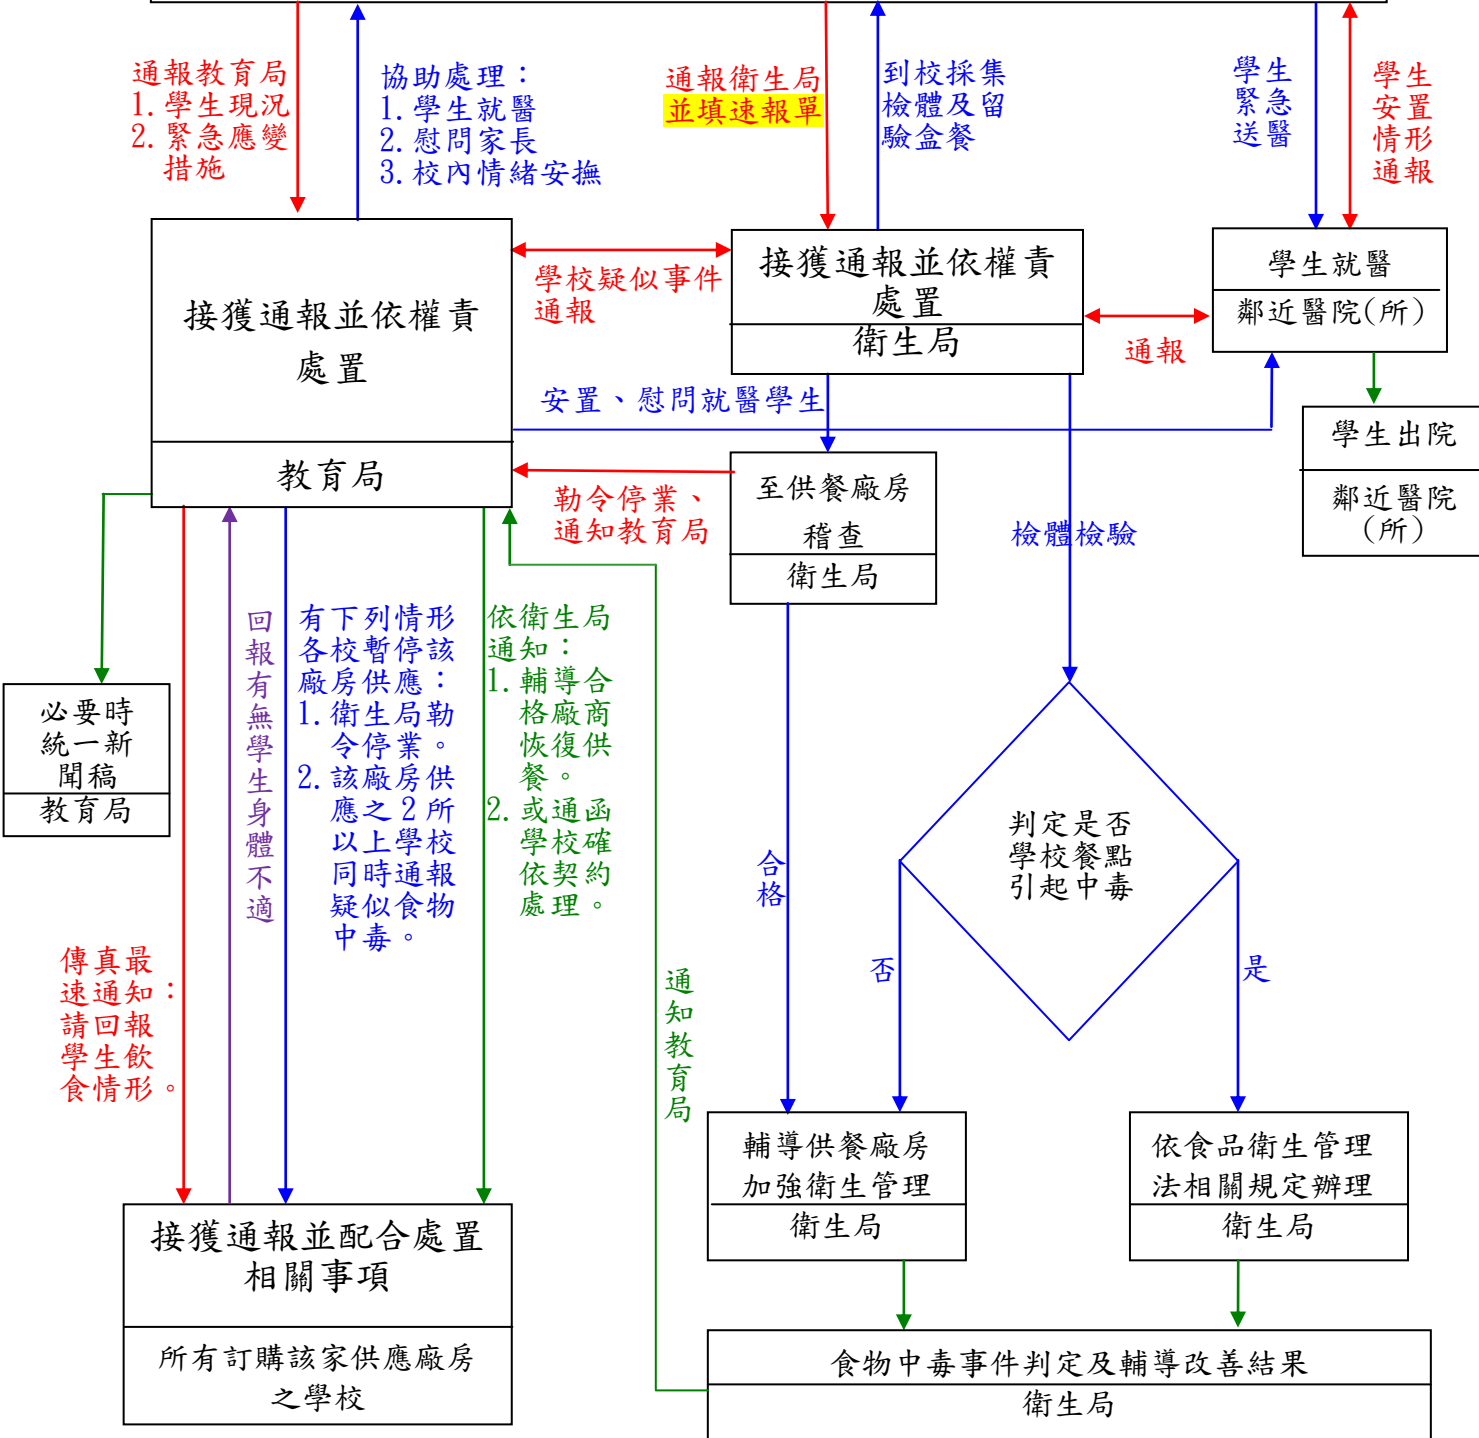 通報教育局
1.學生現況
2.緊急應變
措施
協助處理：
1.學生就醫
2.慰問家長
3.校內情緒安撫
通報衛生局
並填速報單
到校採集
檢體及留
驗盒餐
學生
緊急
送醫
學生
安置
情形
通報
接獲通報並依權責
處置
教育局
學校疑似事件
通報
接獲通報並依權責
處置
衛生局
通報
學生就醫
鄰近醫院(所)
安置、慰問就醫學生
學生出院
鄰近醫院
(所)
勒令停業、
通知教育局
至供餐廠房
稽查
衛生局
檢體檢驗
必要時
統一新
聞稿
教育局
回報有無學生身體不適
有下列情形
各校暫停該
廠房供應：
1.衛生局勒
令停業。
2.該廠房供
應之2所
以上學校
同時通報
疑似食物
中毒。
依衛生局
通知：
1.輔導合
格廠商
恢復供
餐。
2.或通函
學校確
依契約
處理。
合格
判定是否
學校餐點
引起中毒
否
是
傳真最
速通知：
請回報
學生飲
食情形。
通知教育局
輔導供餐廠房
加強衛生管理
衛生局
依食品衛生管理
法相關規定辦理
衛生局
接獲通報並配合處置
相關事項
所有訂購該家供應廠房
之學校
食物中毒事件判定及輔導改善結果
衛生局